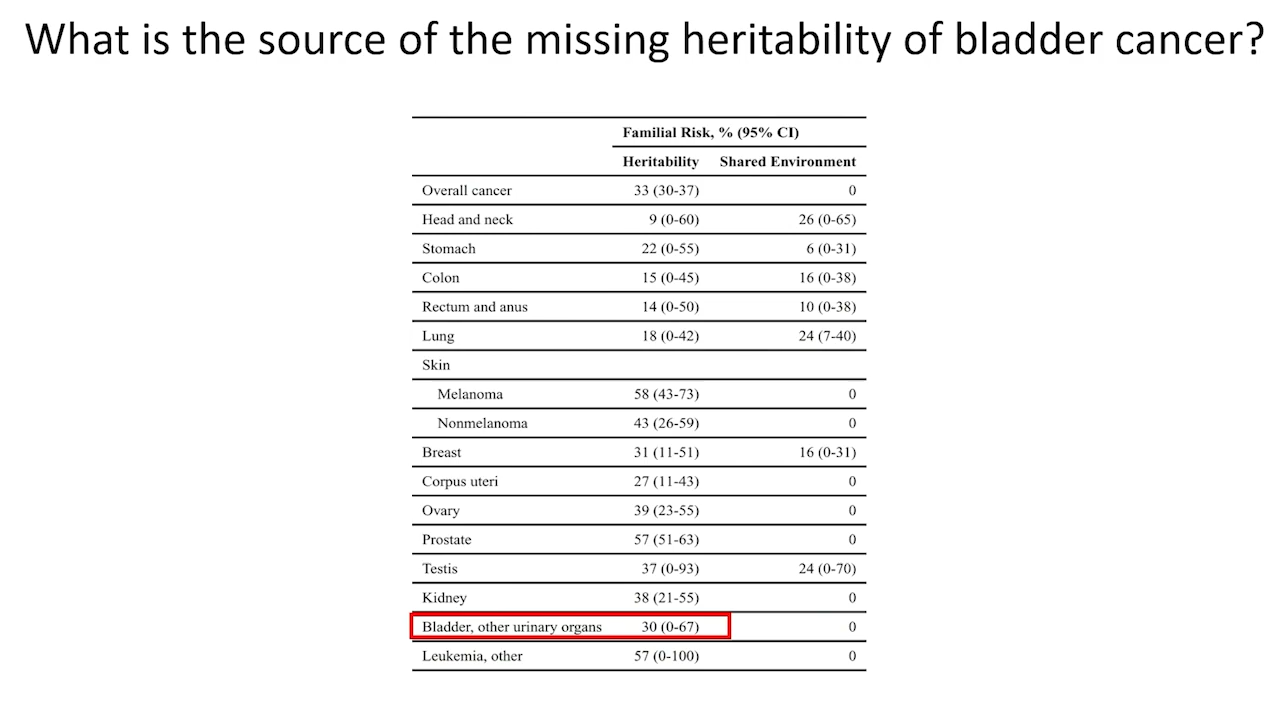 What is the source of the missing heritability of bladder cancer?
Familial Risk, % (95% CI)
Heritability Shared Environment
Overall cancer 33 (30-37) 0
Head and neck 9 (0-60) 26 (0-65)
Stomach 22 (0-55) 6 (0-31)
Colon 15 (0-45) 16 (0-38)
Rectum and anus 14 (0-50) 10 (0-38)
Lung 18 (0-42) 24 (7-40)
Skin
Melanoma 58 (43-73) 0
Nonmelanoma 43 (26-59) 0
Breast 31 (11-51) 16 (0-31)
Corpus uteri 27 (11-43) 0
Ovary 39 (23-55) 0
Prostate 57 (51-63) 0
Testis 37 (0-93) 24 (0-70)
Kidney 38 (21-55) 0
Bladder, other urinary organs 30 (0-67) 0
Leukemia, other 57 (0-100) 0